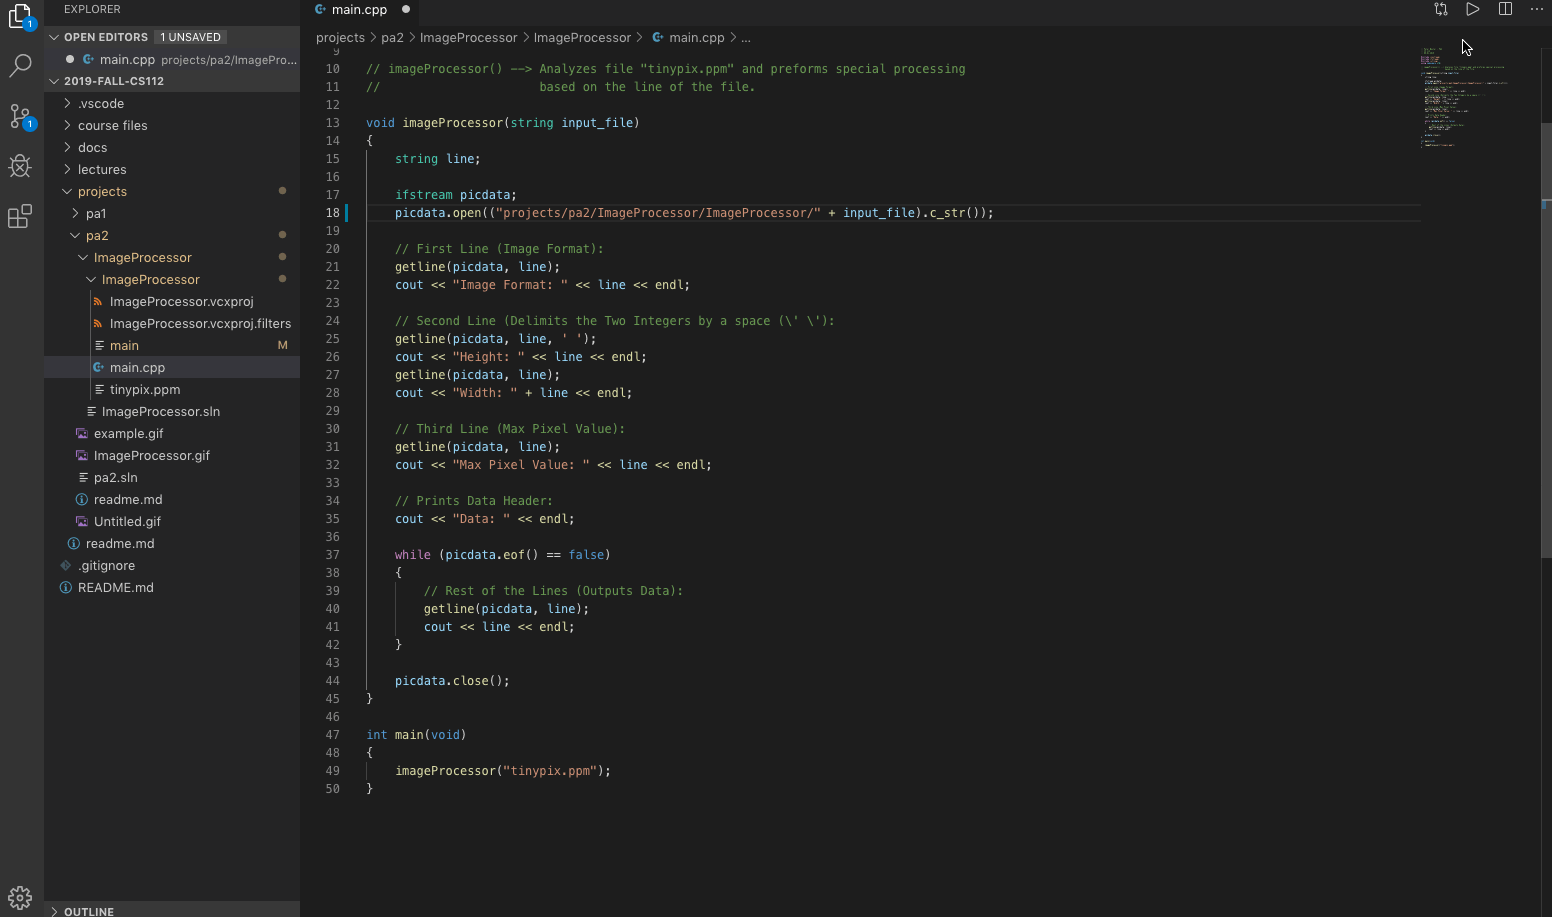 EXPLORER
OPEN EDITORS 1 UNSAVED
main.cpp projects/pa2/ImagePro...
2019-FALL-CS112
.vscode
course files
docs
lectures
projects
pa1
pa2
ImageProcessor
ImageProcessor
ImageProcessor.vcxproj
ImageProcessor.vcxproj.filters
main M
main.cpp
tinypix.ppm
ImageProcessor.sln
example.gif
ImageProcessor.gif
pa2.sln
readme.md
Untitled.gif
readme.md
.gitignore
README.md
OUTLINE
1
1
main.cpp
projects > pa2 > ImageProcessor > ImageProcessor > main.cpp > ...
9
10 // imageProcessor() --> Analyzes file "tinypix.ppm" and preforms special processing
11 // based on the line of the file.
12
13 void imageProcessor(string input_file)
14 {
15 string line;
16
17 ifstream picdata;
18 picdata.open(("projects/pa2/ImageProcessor/ImageProcessor/" + input_file).c_str());
19
20 // First Line (Image Format):
21 getline(picdata, line);
22 cout << "Image Format: " << line << endl;
23
24 // Second Line (Delimits the Two Integers by a space (\' \'):
25 getline(picdata, line, ' ');
26 cout << "Height: " << line << endl;
27 getline(picdata, line);
28 cout << "Width: " + line << endl;
29
30 // Third Line (Max Pixel Value):
31 getline(picdata, line);
32 cout << "Max Pixel Value: " << line << endl;
33
34 // Prints Data Header:
35 cout << "Data: " << endl;
36
37 while (picdata.eof() == false)
38 {
39 // Rest of the Lines (Outputs Data):
40 getline(picdata, line);
41 cout << line << endl;
42 }
43
44 picdata.close();
45 }
46
47 int main(void)
48 {
49 imageProcessor("tinypix.ppm");
50 }